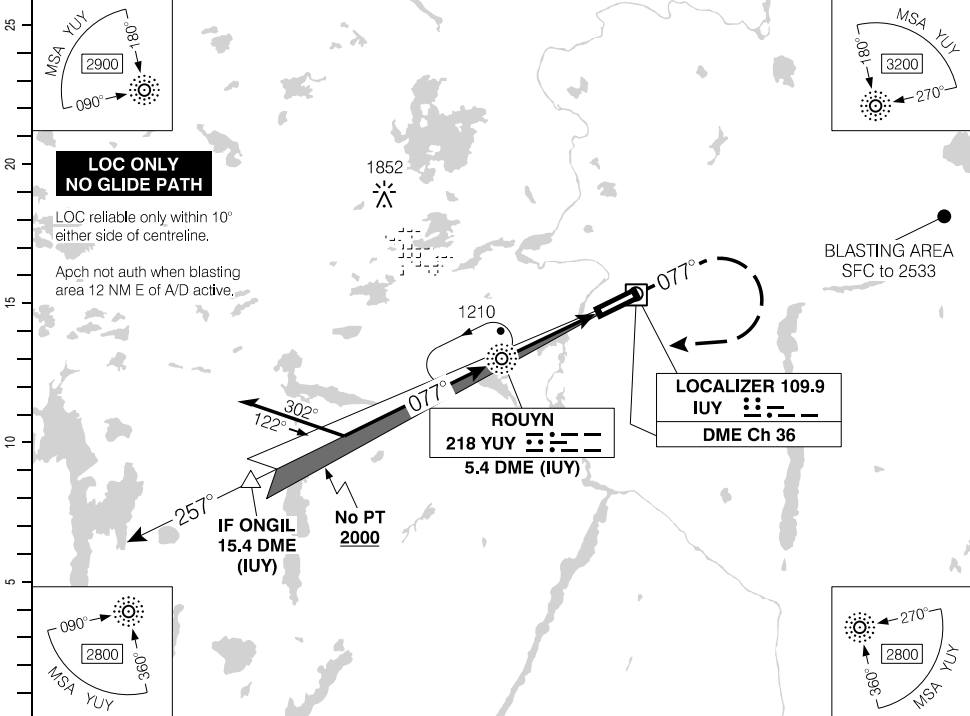 25
20
15
10
5
MSA YUY
180°
2900
090°
MSA YUY
180°
3200
270°
LOC ONLY
NO GLIDE PATH
LOC reliable only within 10°
either side of centreline.
Apch not auth when blasting
area 12 NM E of A/D active.
1852
BLASTING AREA
SFC to 2533
077°
1210
077°
302°
122°
LOCALIZER 109.9
IUY
DME Ch 36
ROUYN
218 YUY
5.4 DME (IUY)
257°
IF ONGIL
15.4 DME
(IUY)
No PT
2000
090°
2800
360°
MSA YUY
270°
2800
360°
MSA YUY